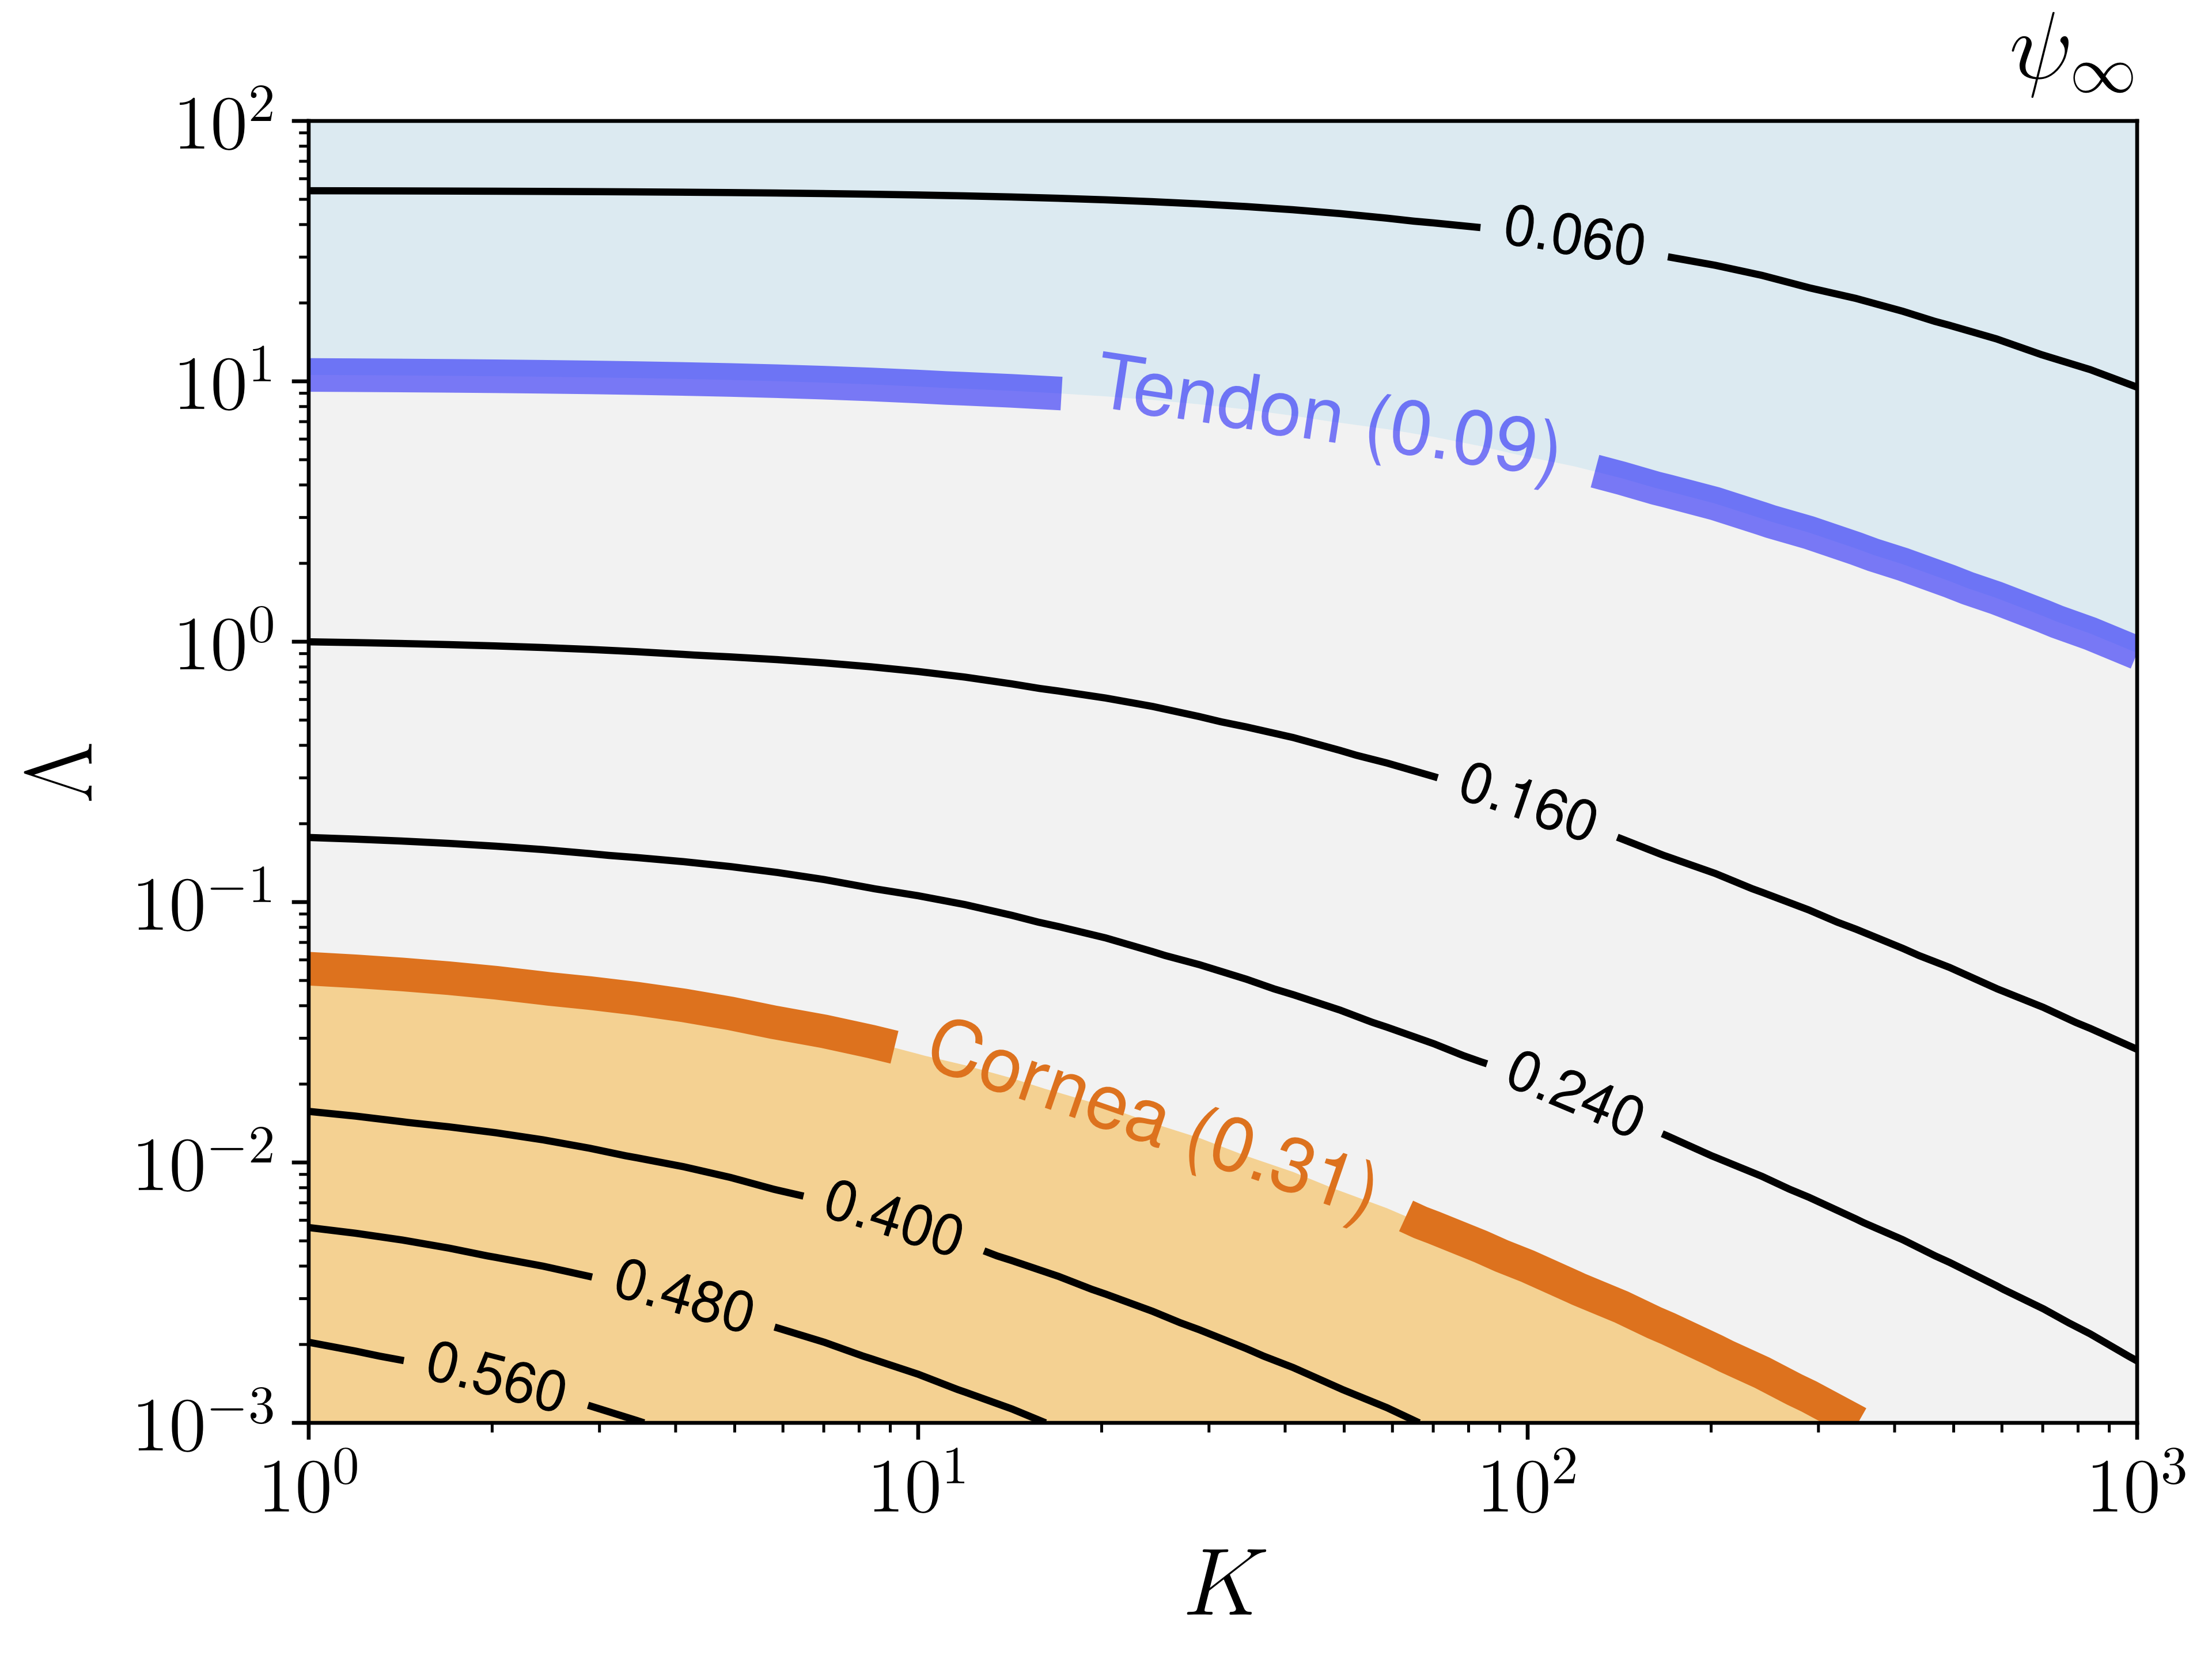 ψ∞
10²
0.060
10¹
Tendon (0.09)
10⁰
Λ
0.160
10⁻¹
0.240
Cornea (0.31)
10⁻²
0.400
0.480
0.560
10⁻³
10⁰ 10¹ 10² 10³
K